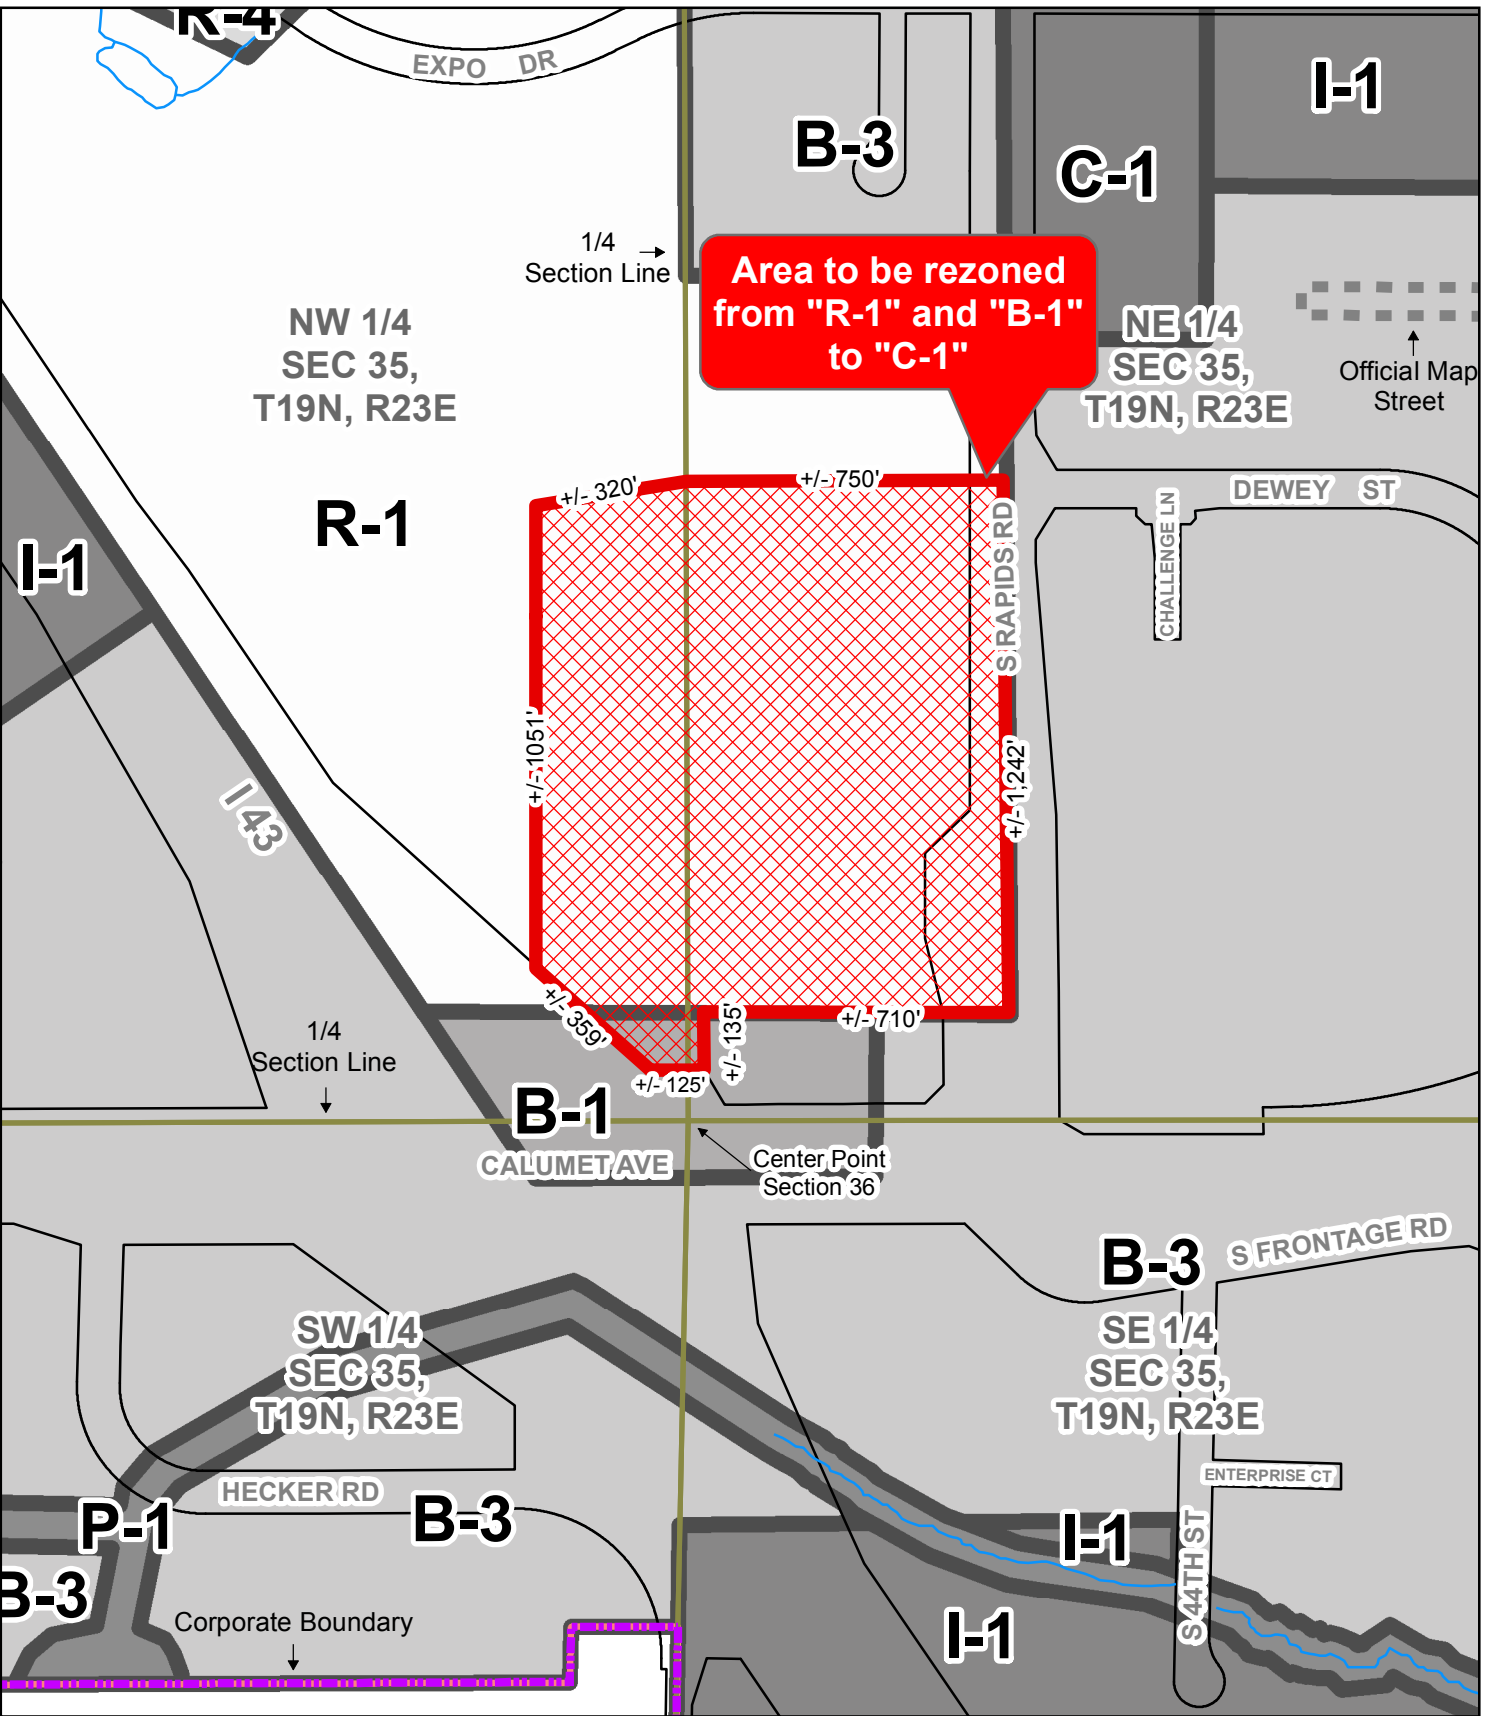 R-4
EXPO DR
I-1
B-3
C-1
1/4
Section Line
Area to be rezoned
from "R-1" and "B-1"
to "C-1"
NW 1/4
SEC 35,
T19N, R23E
NE 1/4
SEC 35,
T19N, R23E
Official Map
Street
+/- 320'
+/- 750'
DEWEY ST
R-1
I-1
CHALLENGE LN
S RAPIDS RD
+/- 1051'
+/- 1,242'
I 43
+/- 359'
+/- 135'
+/- 710'
1/4
Section Line
+/- 125'
B-1
CALUMET AVE
Center Point
Section 36
B-3
S FRONTAGE RD
SW 1/4
SEC 35,
T19N, R23E
SE 1/4
SEC 35,
T19N, R23E
ENTERPRISE CT
HECKER RD
B-3
P-1
I-1
S 44TH ST
B-3
Corporate Boundary
I-1